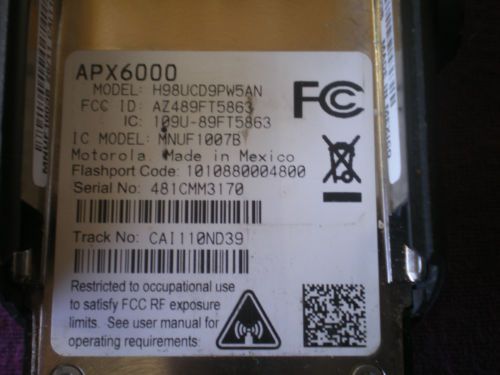 APX6000
MODEL: H98UCD9PW5AN
FCC ID: AZ489FT5863
IC: 109U-89FT5863
IC MODEL: MNUF1007B
Motorola. Made in Mexico
Flashport Code: 1010880004800
Serial No: 481CMM3170
Track No: CAI110ND39
Restricted to occupational use
to satisfy FCC RF exposure
limits. See user manual for
operating requirements.
FC